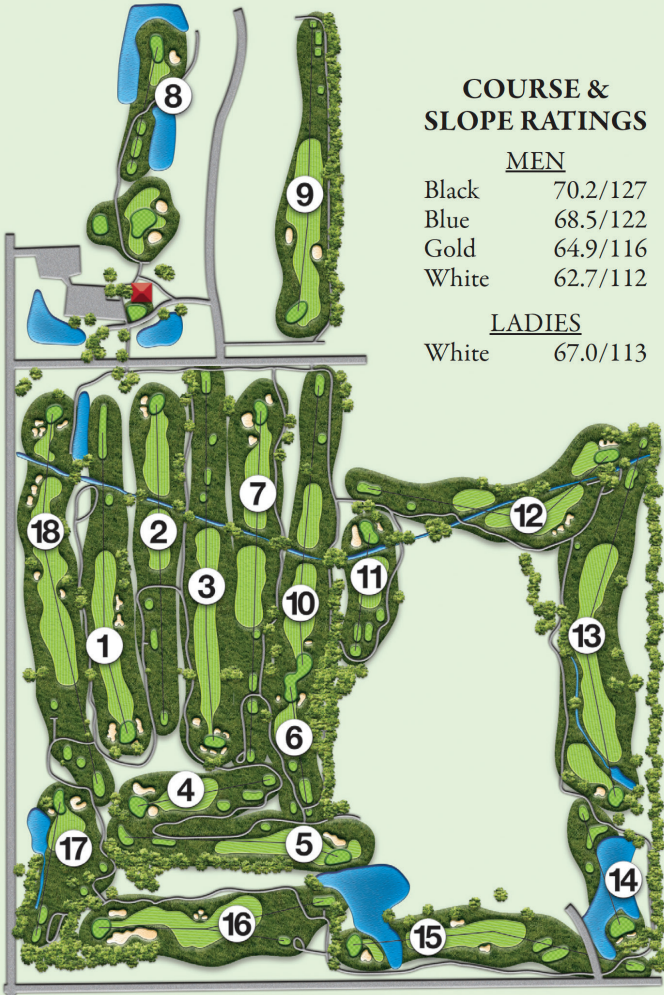 COURSE &
SLOPE RATINGS
MEN
Black 70.2/127
Blue 68.5/122
Gold 64.9/116
White 62.7/112
LADIES
White 67.0/113
8
9
7
18
2
12
3
11
10
13
1
6
4
5
17
14
16
15